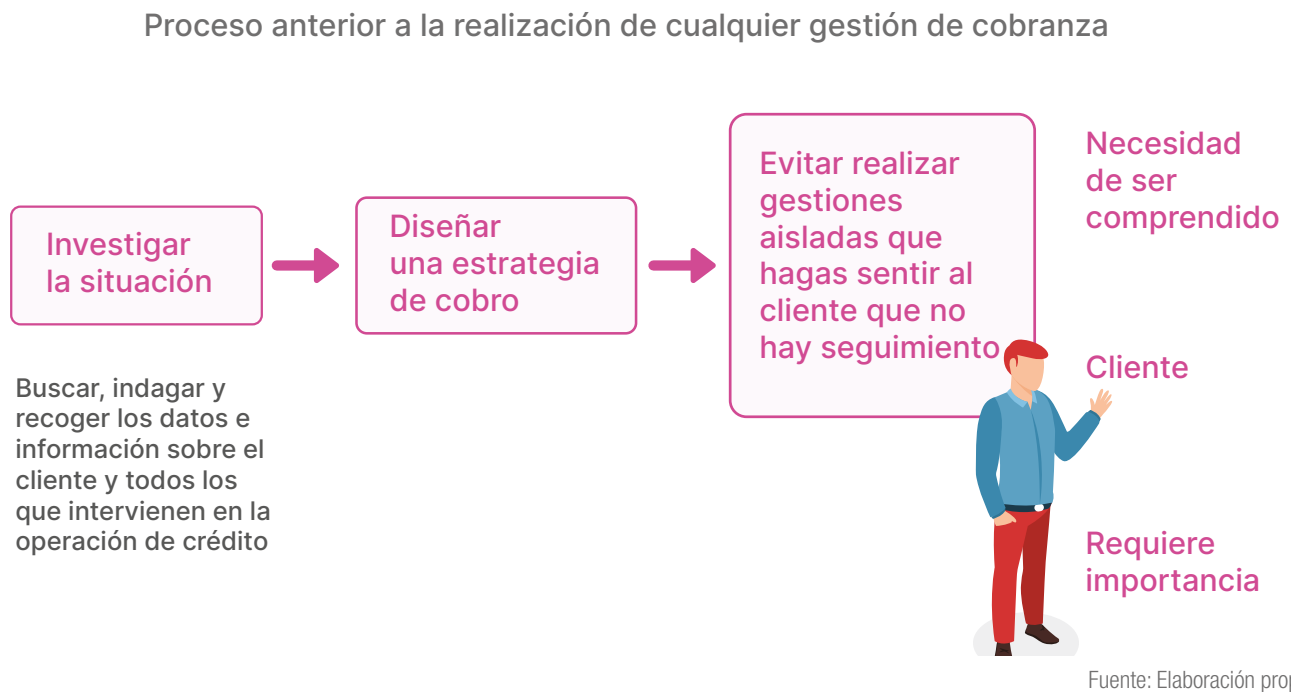 Proceso anterior a la realización de cualquier gestión de cobranza
Investigar
la situación
Buscar, indagar y
recoger los datos e
información sobre el
cliente y todos los
que intervienen en la
operación de crédito
Diseñar
una estrategia
de cobro
Evitar realizar
gestiones
aisladas que
hagas sentir al
cliente que no
hay seguimiento
Necesidad
de ser
comprendido
Cliente
Requiere
importancia
Fuente: Elaboración prop